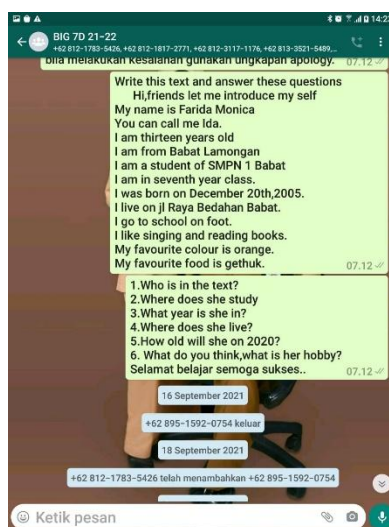 14:22
BIG 7D 21-22
+62 812-1783-5426, +62 812-1817-2771, +62 812-3117-1176, +62 813-3521-5489,...
bila melakukan kesalahan gunakan ungkapan apology. 07.12
Write this text and answer these questions
Hi,friends let me introduce my self
My name is Farida Monica
You can call me Ida.
I am thirteen years old
I am from Babat Lamongan
I am a student of SMPN 1 Babat
I am in seventh year class.
I was born on December 20th,2005.
I live on jl Raya Bedahan Babat.
I go to school on foot.
I like singing and reading books.
My favourite colour is orange.
My favourite food is gethuk. 07.12
1.Who is in the text?
2.Where does she study
3.What year is she in?
4.Where does she live?
5.How old will she on 2020?
6. What do you think,what is her hobby?
Selamat belajar semoga sukses.. 07.12
16 September 2021
+62 895-1592-0754 keluar
18 September 2021
+62 812-1783-5426 telah menambahkan +62 895-1592-0754
Ketik pesan